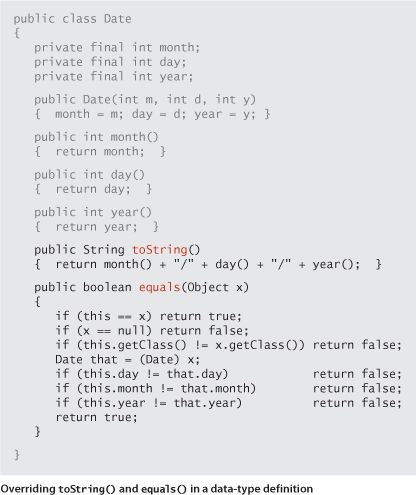 public class Date
{
private final int month;
private final int day;
private final int year;
public Date(int m, int d, int y)
{ month = m; day = d; year = y; }
public int month()
{ return month; }
public int day()
{ return day; }
public int year()
{ return year; }
public String toString()
{ return month() + "/" + day() + "/" + year(); }
public boolean equals(Object x)
{
if (this == x) return true;
if (x == null) return false;
if (this.getClass() != x.getClass()) return false;
Date that = (Date) x;
if (this.day != that.day) return false;
if (this.month != that.month) return false;
if (this.year != that.year) return false;
return true;
}
}
Overriding toString() and equals() in a data-type definition